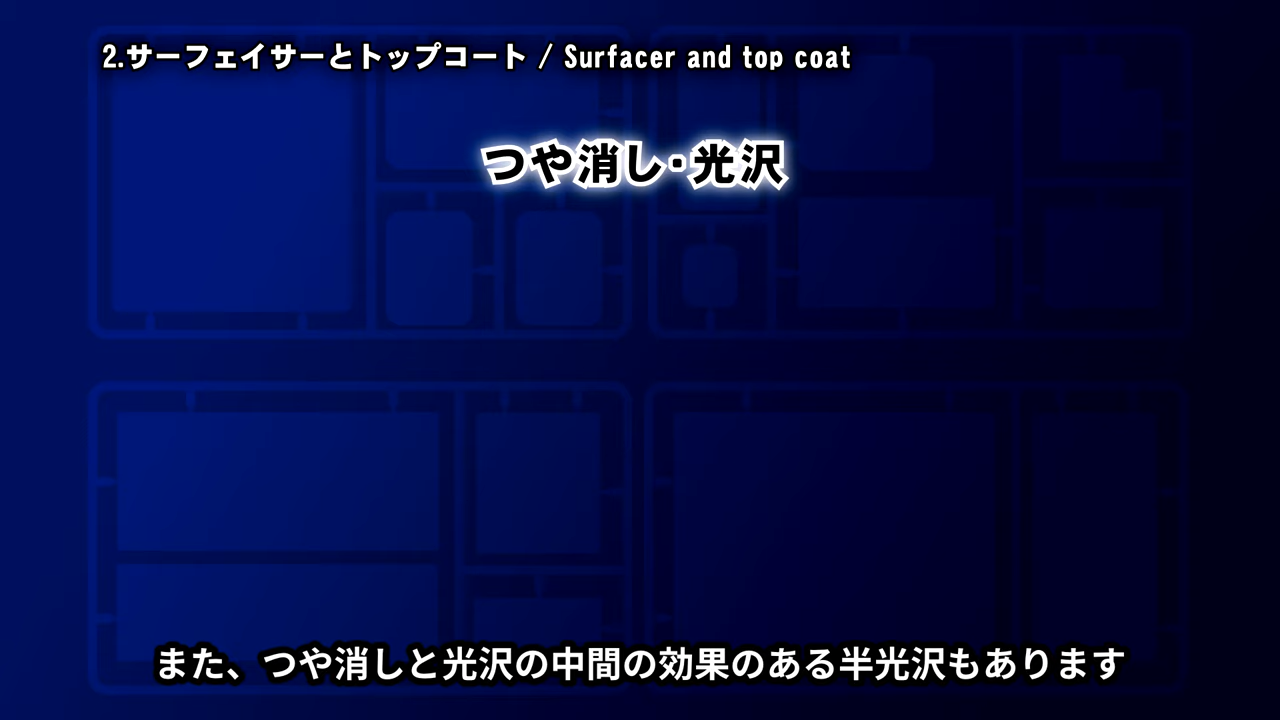 2.サーフェイサーとトップコート / Surfacer and top coat
つや消し・光沢
また、つや消しと光沢の中間の効果のある半光沢もあります